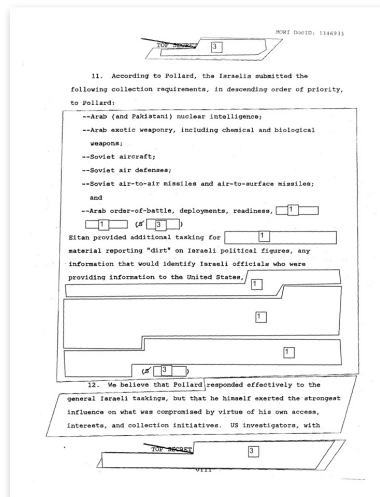 MORI DocID: 1346933
TOP SECRET 3
11. According to Pollard, the Israelis submitted the
following collection requirements, in descending order of priority,
to Pollard:
--Arab (and Pakistani) nuclear intelligence;
--Arab exotic weaponry, including chemical and biological
weapons;
--Soviet aircraft;
--Soviet air defenses;
--Soviet air-to-air missiles and air-to-surface missiles;
and
--Arab order-of-battle, deployments, readiness, 1
1 (S 3 )
Eitan provided additional tasking for 1
material reporting "dirt" on Israeli political figures, any
information that would identify Israeli officials who were
providing information to the United States, 1
1
1
(S 3 )
12. We believe that Pollard responded effectively to the
general Israeli taskings, but that he himself exerted the strongest
influence on what was compromised by virtue of his own access,
interests, and collection initiatives. US investigators, with
TOP SECRET 3
viii